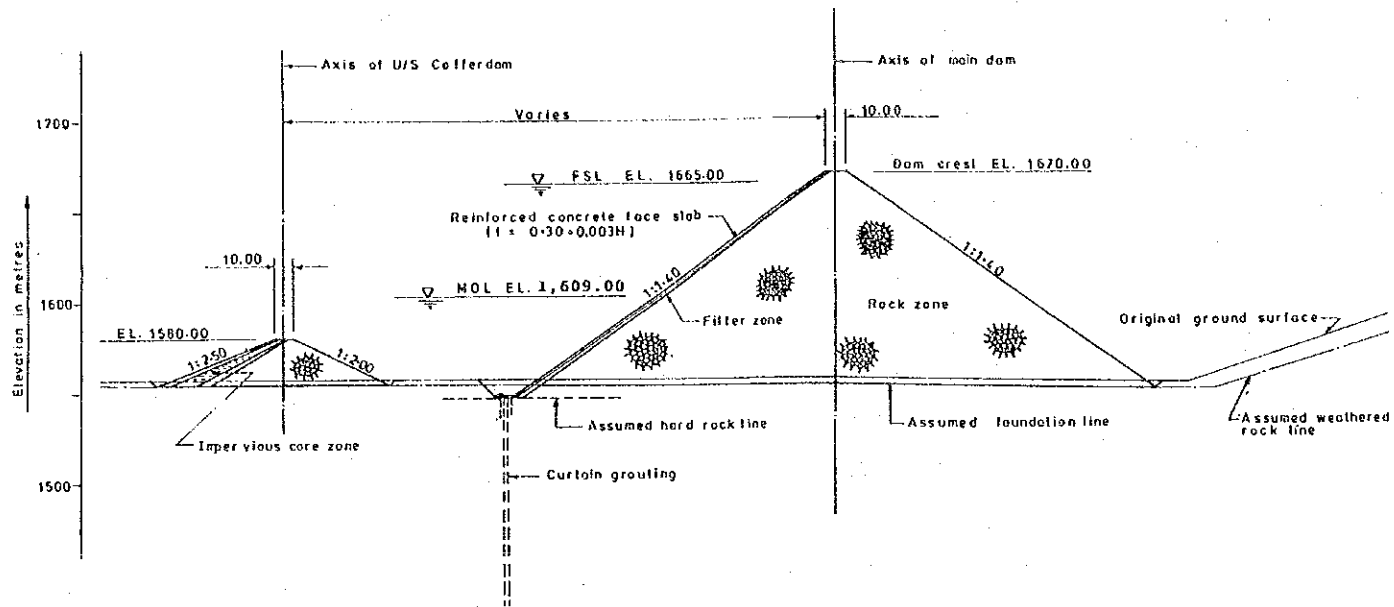 Axis of U/S Cofferdam
Axis of main dam
Varies
10.00
1700
Dam crest EL. 1670.00
FSL EL. 1665.00
Reinforced concrete face slab
(t = 0.30+0.003H)
10.00
1:1.40
1:1.40
MOL EL. 1,609.00
Rock zone
Filter zone
1600
EL. 1580.00
Original ground surface
1:2.50
1:2.00
Elevation in metres
Assumed hard rock line
Assumed foundation line
Assumed weathered
rock line
Impervious core zone
Curtain grouting
1500